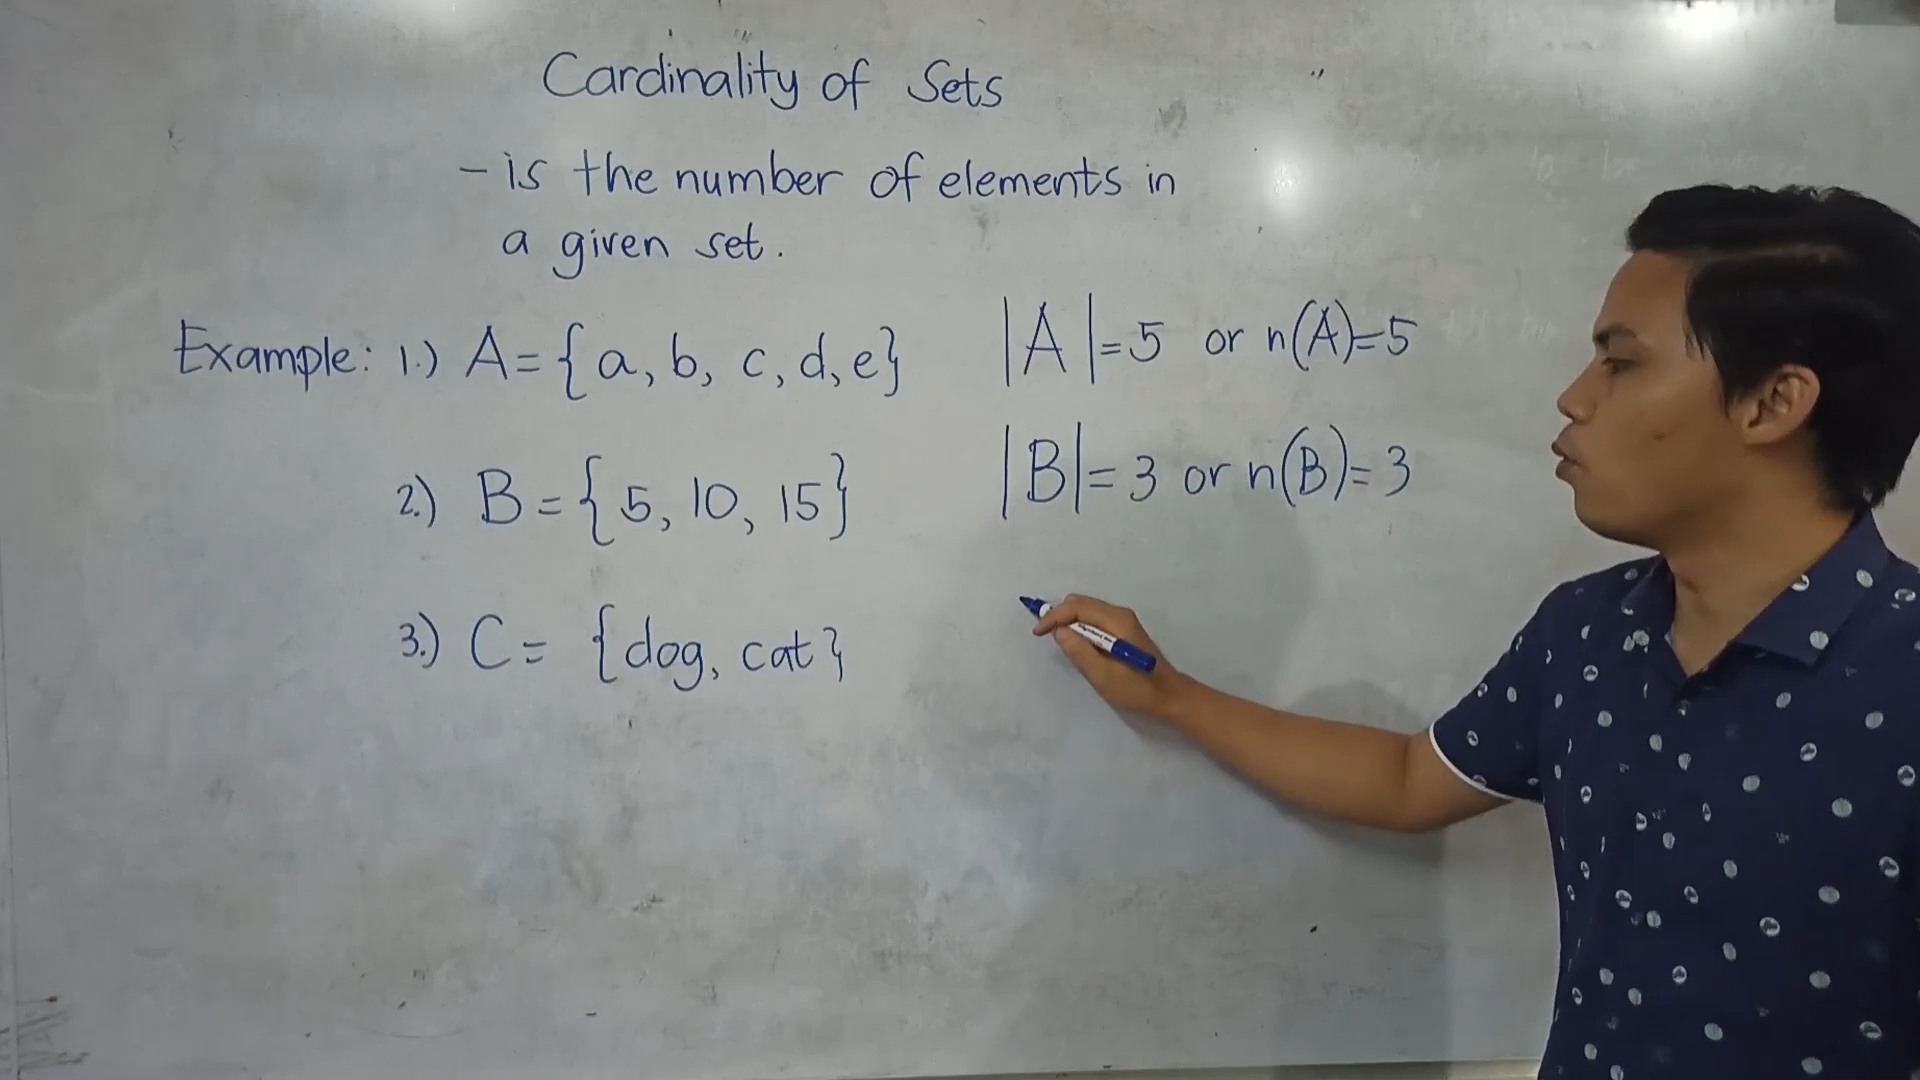 Cardinality of Sets
- is the number of elements in
a given set.
Example: 1.) A = {a, b, c, d, e} |A| = 5 or n(A) = 5
2.) B = {5, 10, 15} |B| = 3 or n(B) = 3
3.) C = {dog, cat}